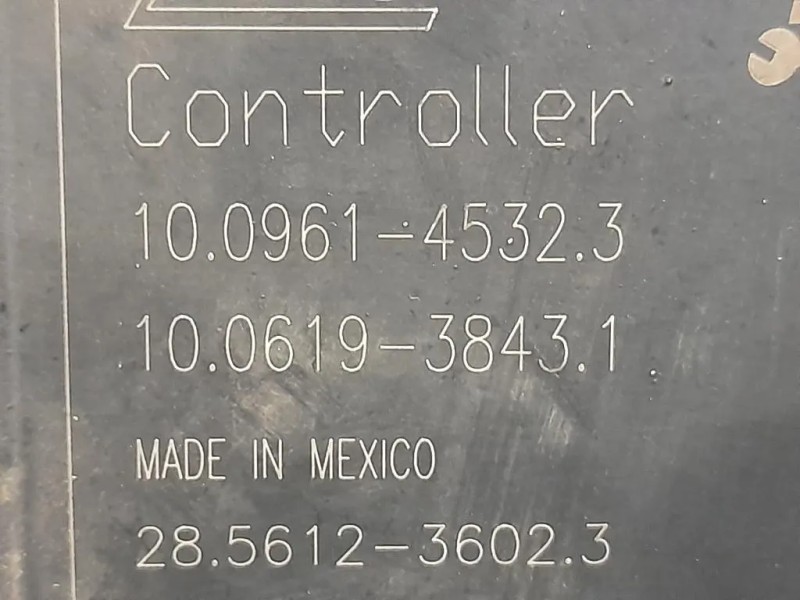 Controller
10.0961-4532.3
10.0619-3843.1
MADE IN MEXICO
28.5612-3602.3